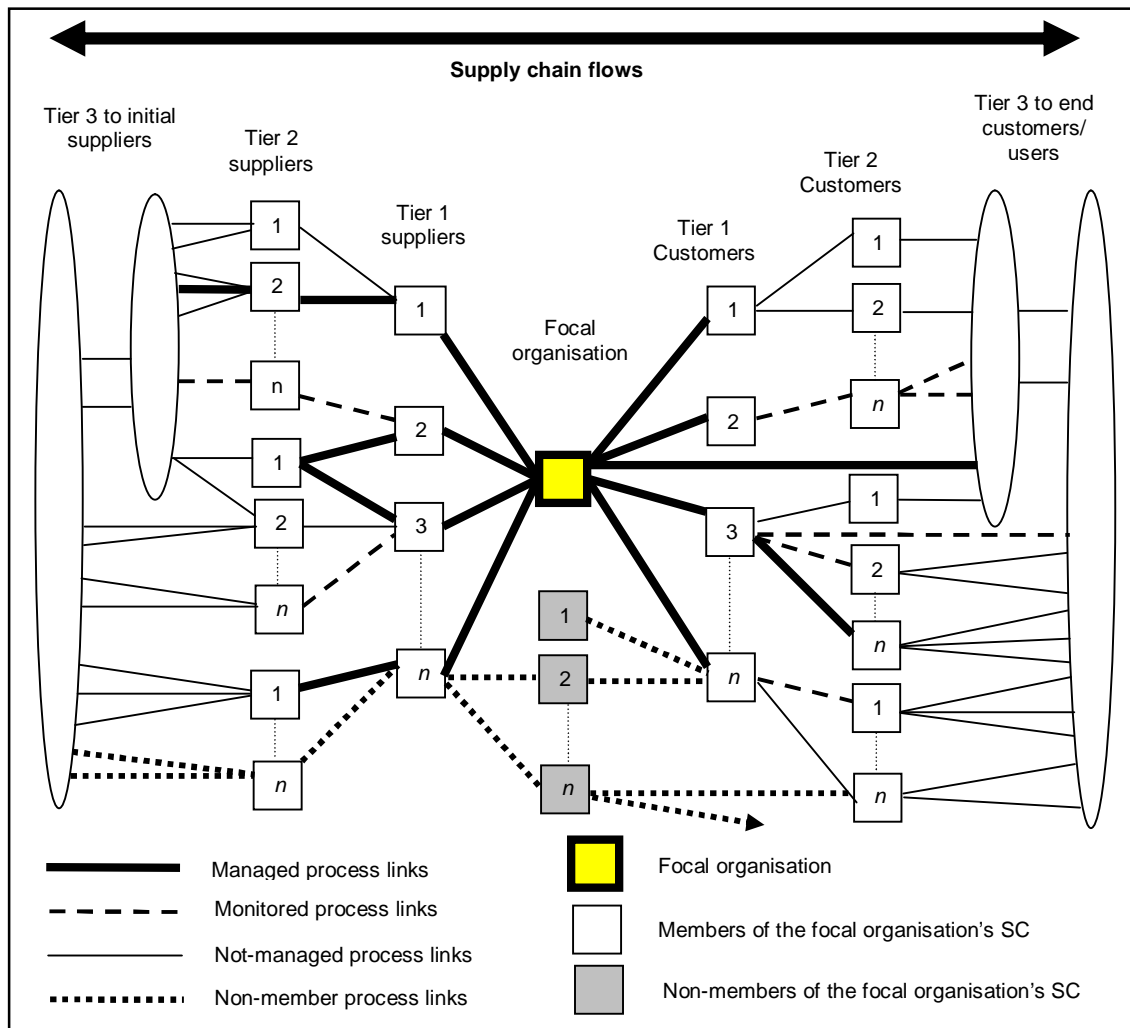 Supply chain flows
Tier 3 to initial
suppliers
Tier 2
suppliers
Tier 1
suppliers
Focal
organisation
Tier 1
Customers
Tier 2
Customers
Tier 3 to end
customers/
users
1
2
n
1
2
n
1
n
1
2
3
n
1
2
n
1
2
3
n
1
2
n
1
2
n
1
n
Managed process links
Monitored process links
Not-managed process links
Non-member process links
Focal organisation
Members of the focal organisation's SC
Non-members of the focal organisation's SC